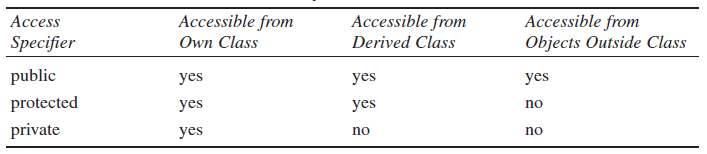 Access Accessible from Accessible from Accessible from
Specifier Own Class Derived Class Objects Outside Class
public yes yes yes
protected yes yes no
private yes no no